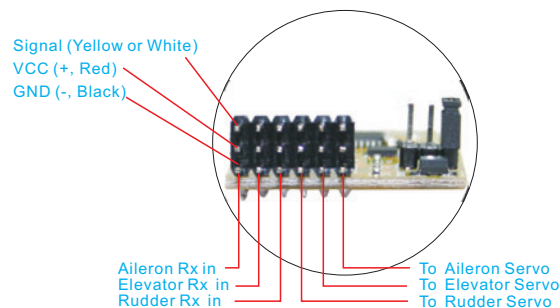 Signal (Yellow or White)
VCC (+, Red)
GND (-, Black)
Aileron Rx in
Elevator Rx in
Rudder Rx in
To Aileron Servo
To Elevator Servo
To Rudder Servo